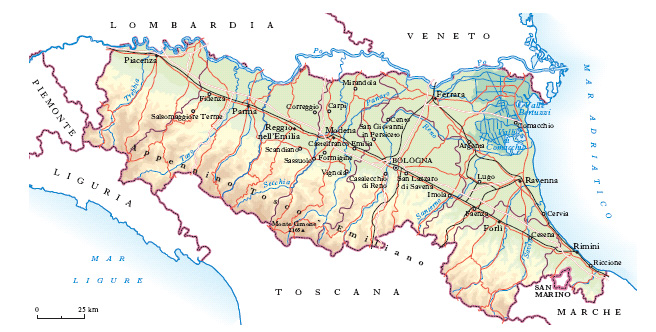 LOMBARDIA
VENETO
Po
Po
Piacenza
PIEMONTE
Trebbia
Mirandola
Fidenza
Ferrara
Panaro
Salsomaggiore Terme
Parma
Correggio
Carpi
Valli
Bertuzzi
MAR ADRIATICO
Cento
Reno
Comacchio
Reggio
nell'Emilia
Modena
San Giovanni
in Persiceto
Valli di
Comacchio
Castelfranco Emilia
Argenta
Scandiano
Taro
Formigine
Sassuolo
BOLOGNA
Appennino Tosco Emiliano
Vignola
Casalecchio
di Reno
San Lazzaro
di Savena
Lugo
Ravenna
Secchia
LIGURIA
Imola
Santerno
Faenza
Cervia
Monte Cimone
2165
Forlì
Cesena
Savio
Rimini
MAR
LIGURE
Riccione
TOSCANA
SAN
MARINO
MARCHE
0 25 km